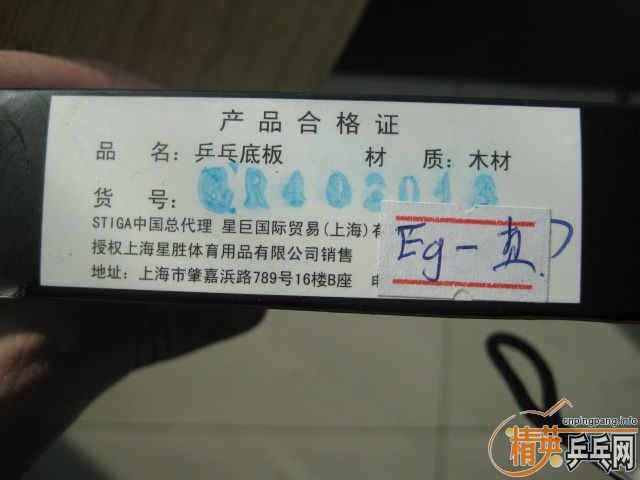 产品合格证
品 名：乒乓底板 材 质：木材
货 号：GR402043
STIGA中国总代理 星巨国际贸易(上海)有
授权上海星胜体育用品有限公司销售
地址：上海市肇嘉浜路789号16楼B座
Eg-直
cnpingpang.info
精英乒乓网